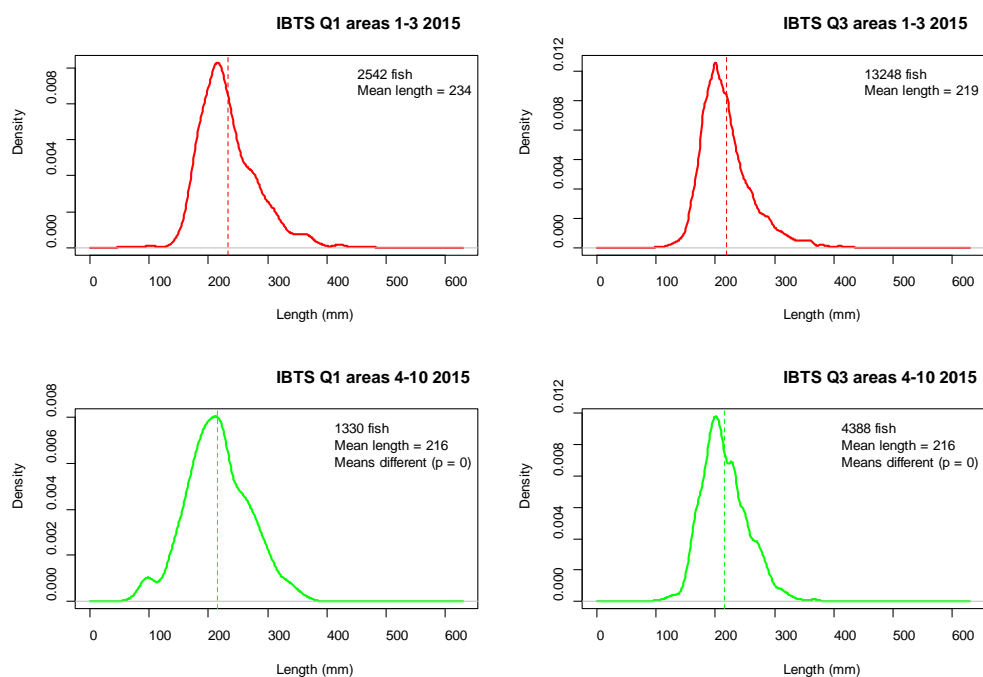 IBTS Q1 areas 1-3 2015
2542 fish
Mean length = 234
Density
0.000 0.004 0.008
0 100 200 300 400 500 600
Length (mm)
IBTS Q3 areas 1-3 2015
13248 fish
Mean length = 219
Density
0.000 0.004 0.008 0.012
0 100 200 300 400 500 600
Length (mm)
IBTS Q1 areas 4-10 2015
1330 fish
Mean length = 216
Means different (p = 0)
Density
0.000 0.002 0.004 0.006 0.008
0 100 200 300 400 500 600
Length (mm)
IBTS Q3 areas 4-10 2015
4388 fish
Mean length = 216
Means different (p = 0)
Density
0.000 0.004 0.008 0.012
0 100 200 300 400 500 600
Length (mm)